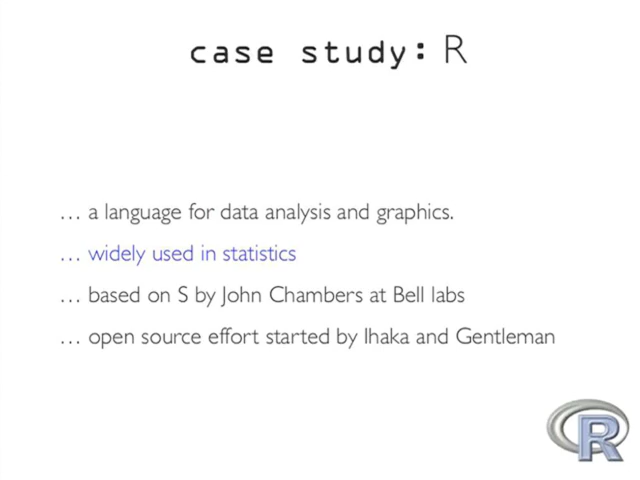 case study: R
... a language for data analysis and graphics.
... widely used in statistics
... based on S by John Chambers at Bell labs
... open source effort started by Ihaka and Gentleman
R